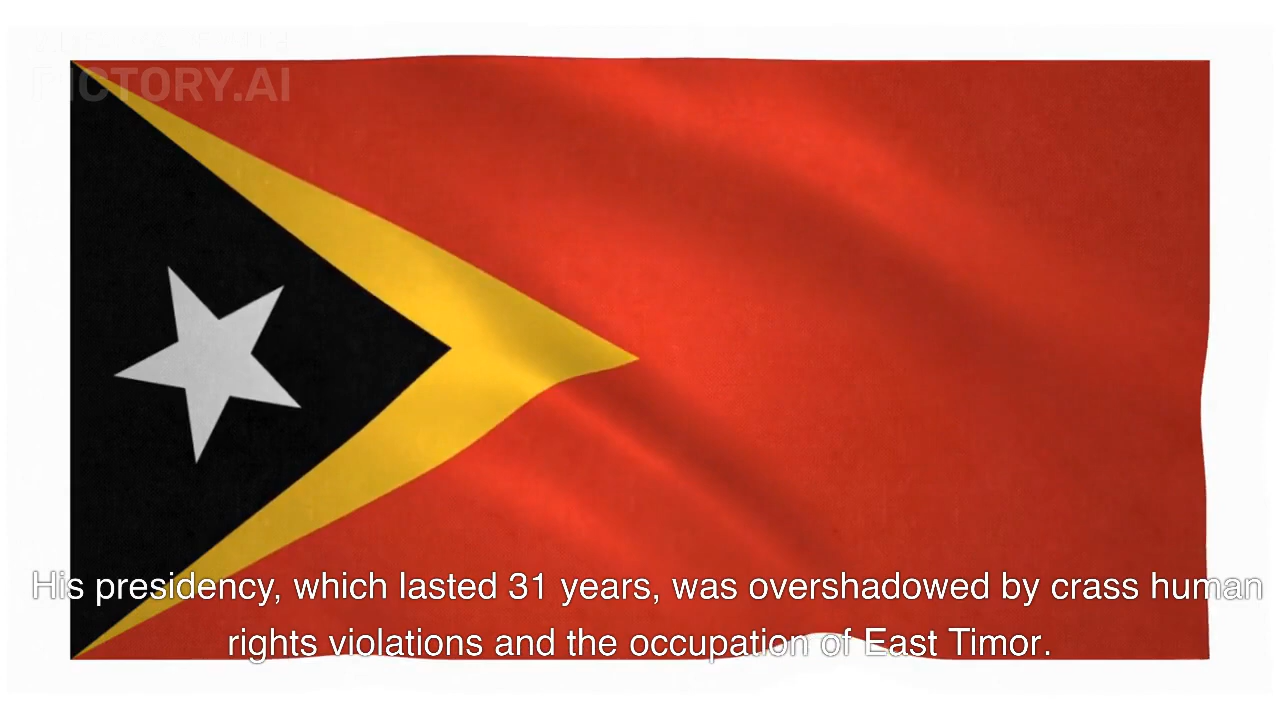 PICTORY.AI
His presidency, which lasted 31 years, was overshadowed by crass human
rights violations and the occupation of East Timor.